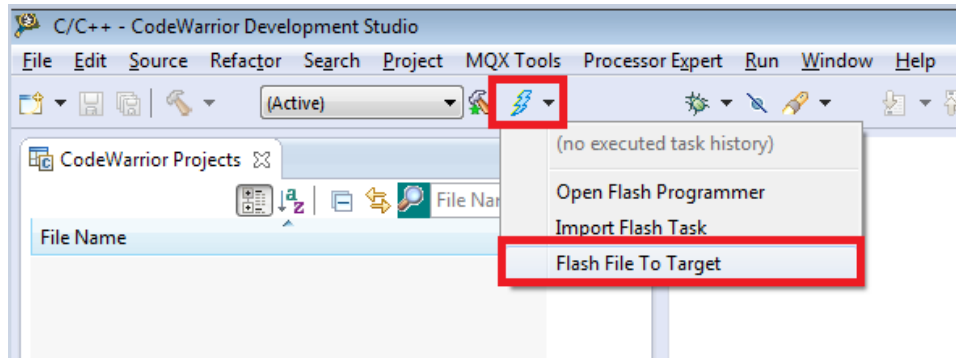 C/C++ - CodeWarrior Development Studio
File Edit Source Refactor Search Project MQX Tools Processor Expert Run Window Help
(Active)
(no executed task history)
CodeWarrior Projects
Open Flash Programmer
File Nar
Import Flash Task
File Name
Flash File To Target